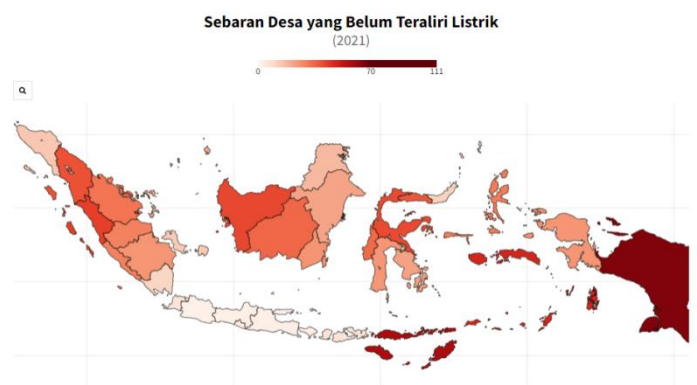 Sebaran Desa yang Belum Teraliri Listrik
(2021)
0 70 111